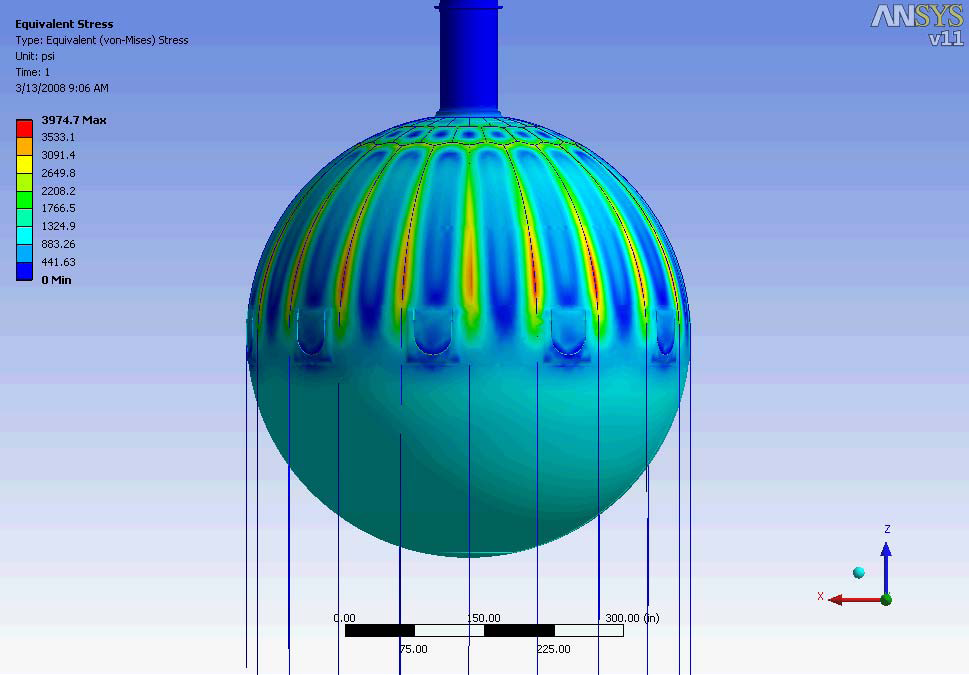 Equivalent Stress
Type: Equivalent (von-Mises) Stress
Unit: psi
Time: 1
3/13/2008 9:06 AM
ANSYS
v11
3974.7 Max
3533.1
3091.4
2649.8
2208.2
1766.5
1324.9
883.26
441.63
0 Min
Z
X
0.00 150.00 300.00 (in)
75.00 225.00